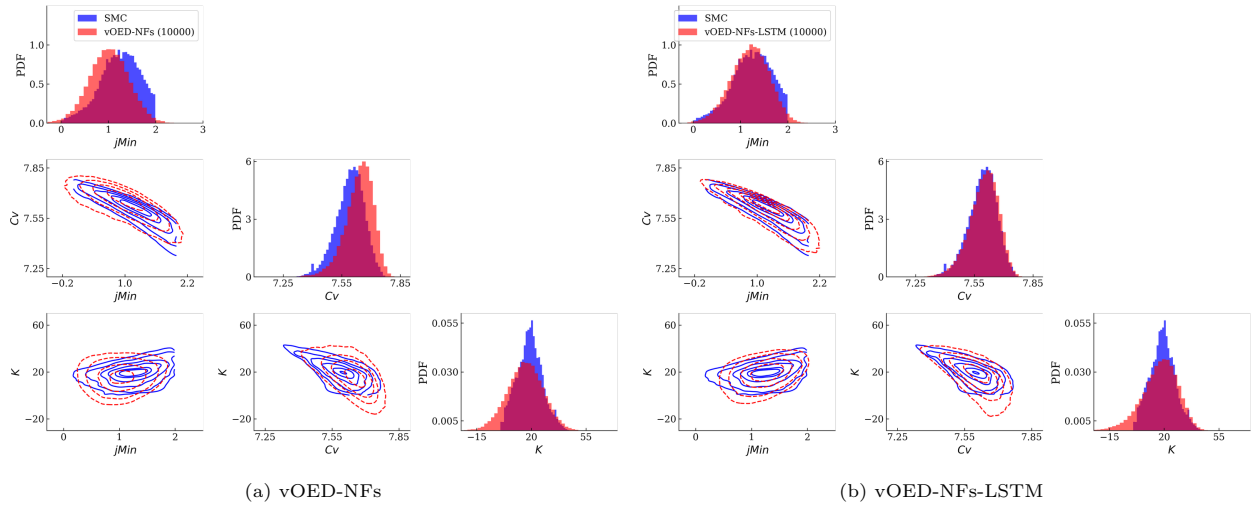 SMC
vOED-NFs (10000)
PDF
1.0
0.5
0.0
0
1
2
3
jMin
Cv
7.85
7.55
7.25
−0.2
1.0
2.2
jMin
PDF
6
3
0
7.25
7.55
7.85
Cv
K
60
20
−20
0
1
2
jMin
K
60
20
−20
7.25
7.55
7.85
Cv
PDF
0.055
0.030
0.005
−15
20
55
K
(a) vOED-NFs
SMC
vOED-NFs-LSTM (10000)
PDF
1.0
0.5
0.0
0
1
2
3
jMin
Cv
7.85
7.55
7.25
−0.2
1.0
2.2
jMin
PDF
6
3
0
7.25
7.55
7.85
Cv
K
60
20
−20
0
1
2
jMin
K
60
20
−20
7.25
7.55
7.85
Cv
PDF
0.055
0.030
0.005
−15
20
55
K
(b) vOED-NFs-LSTM